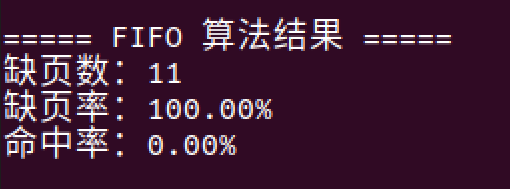 ===== FIFO 算法结果 =====
缺页数：11
缺页率：100.00%
命中率：0.00%